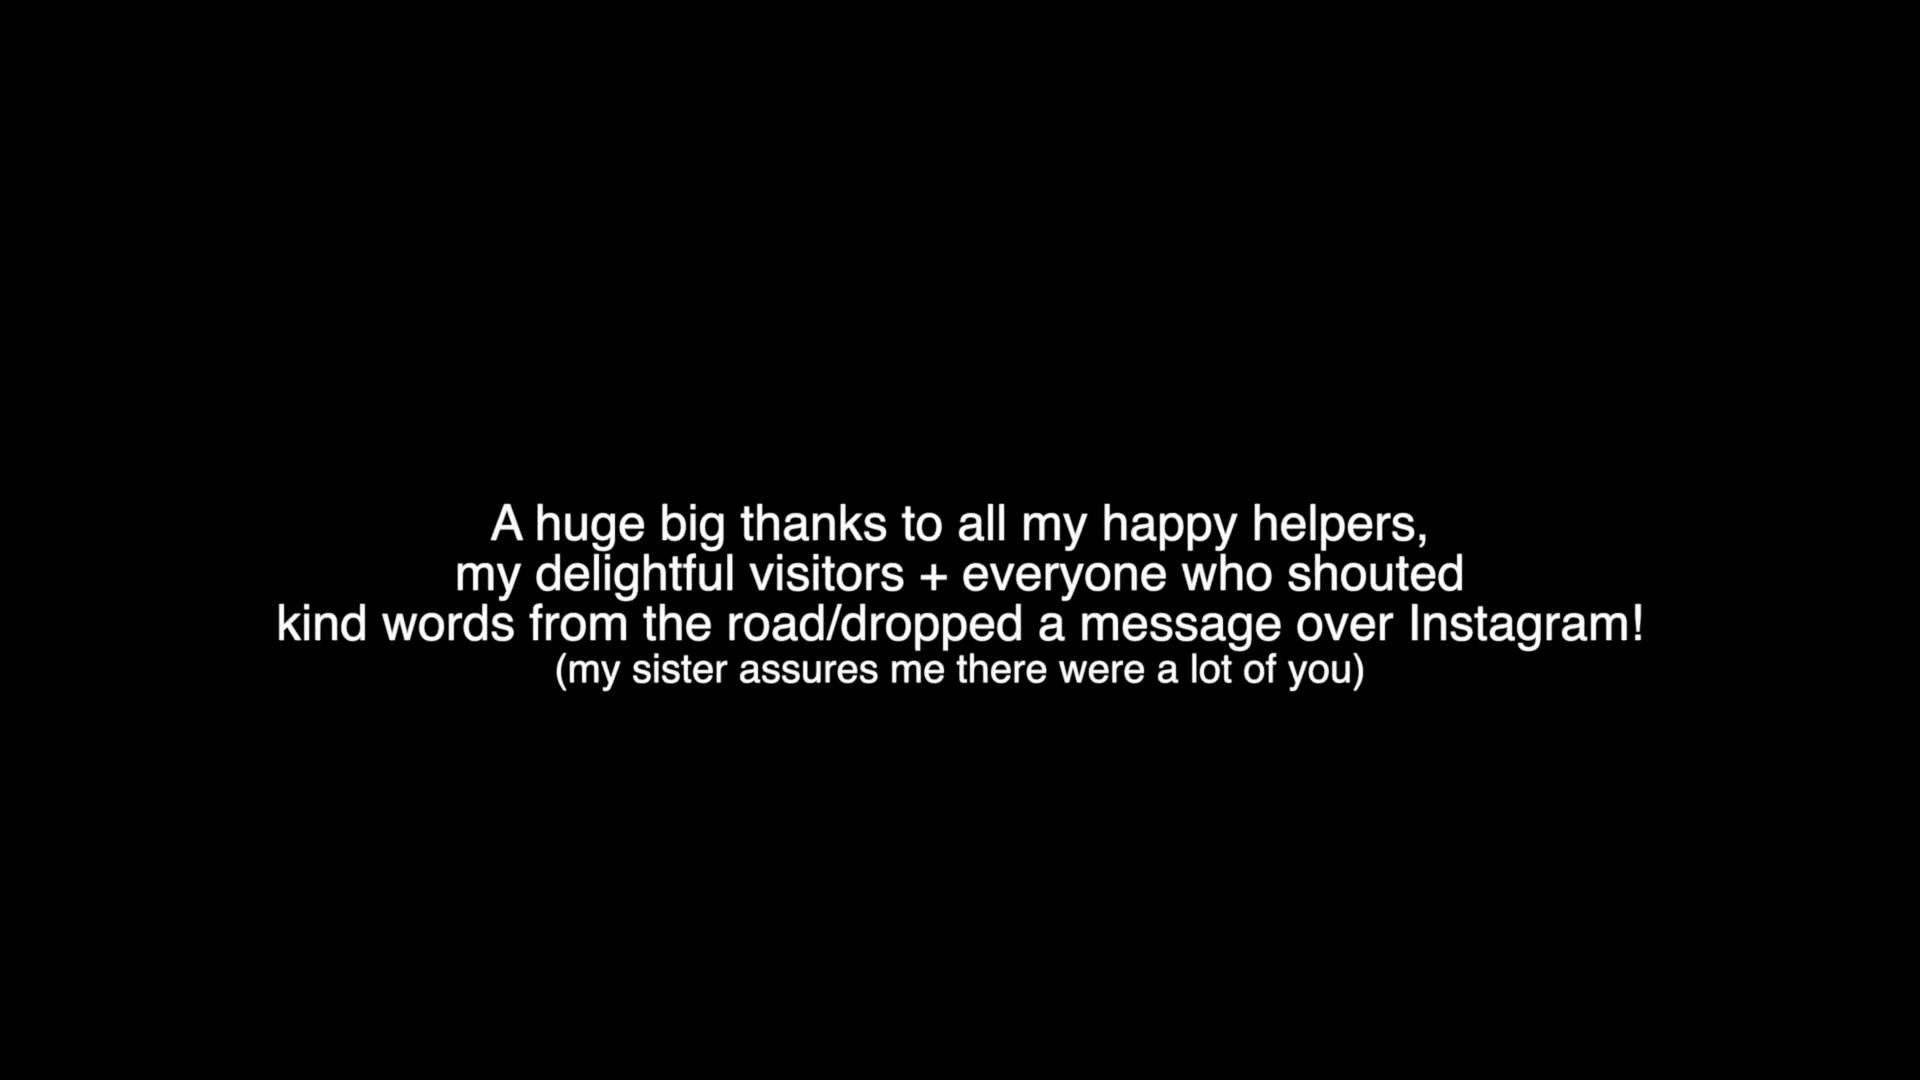 A huge big thanks to all my happy helpers,
my delightful visitors + everyone who shouted
kind words from the road/dropped a message over Instagram!
(my sister assures me there were a lot of you)